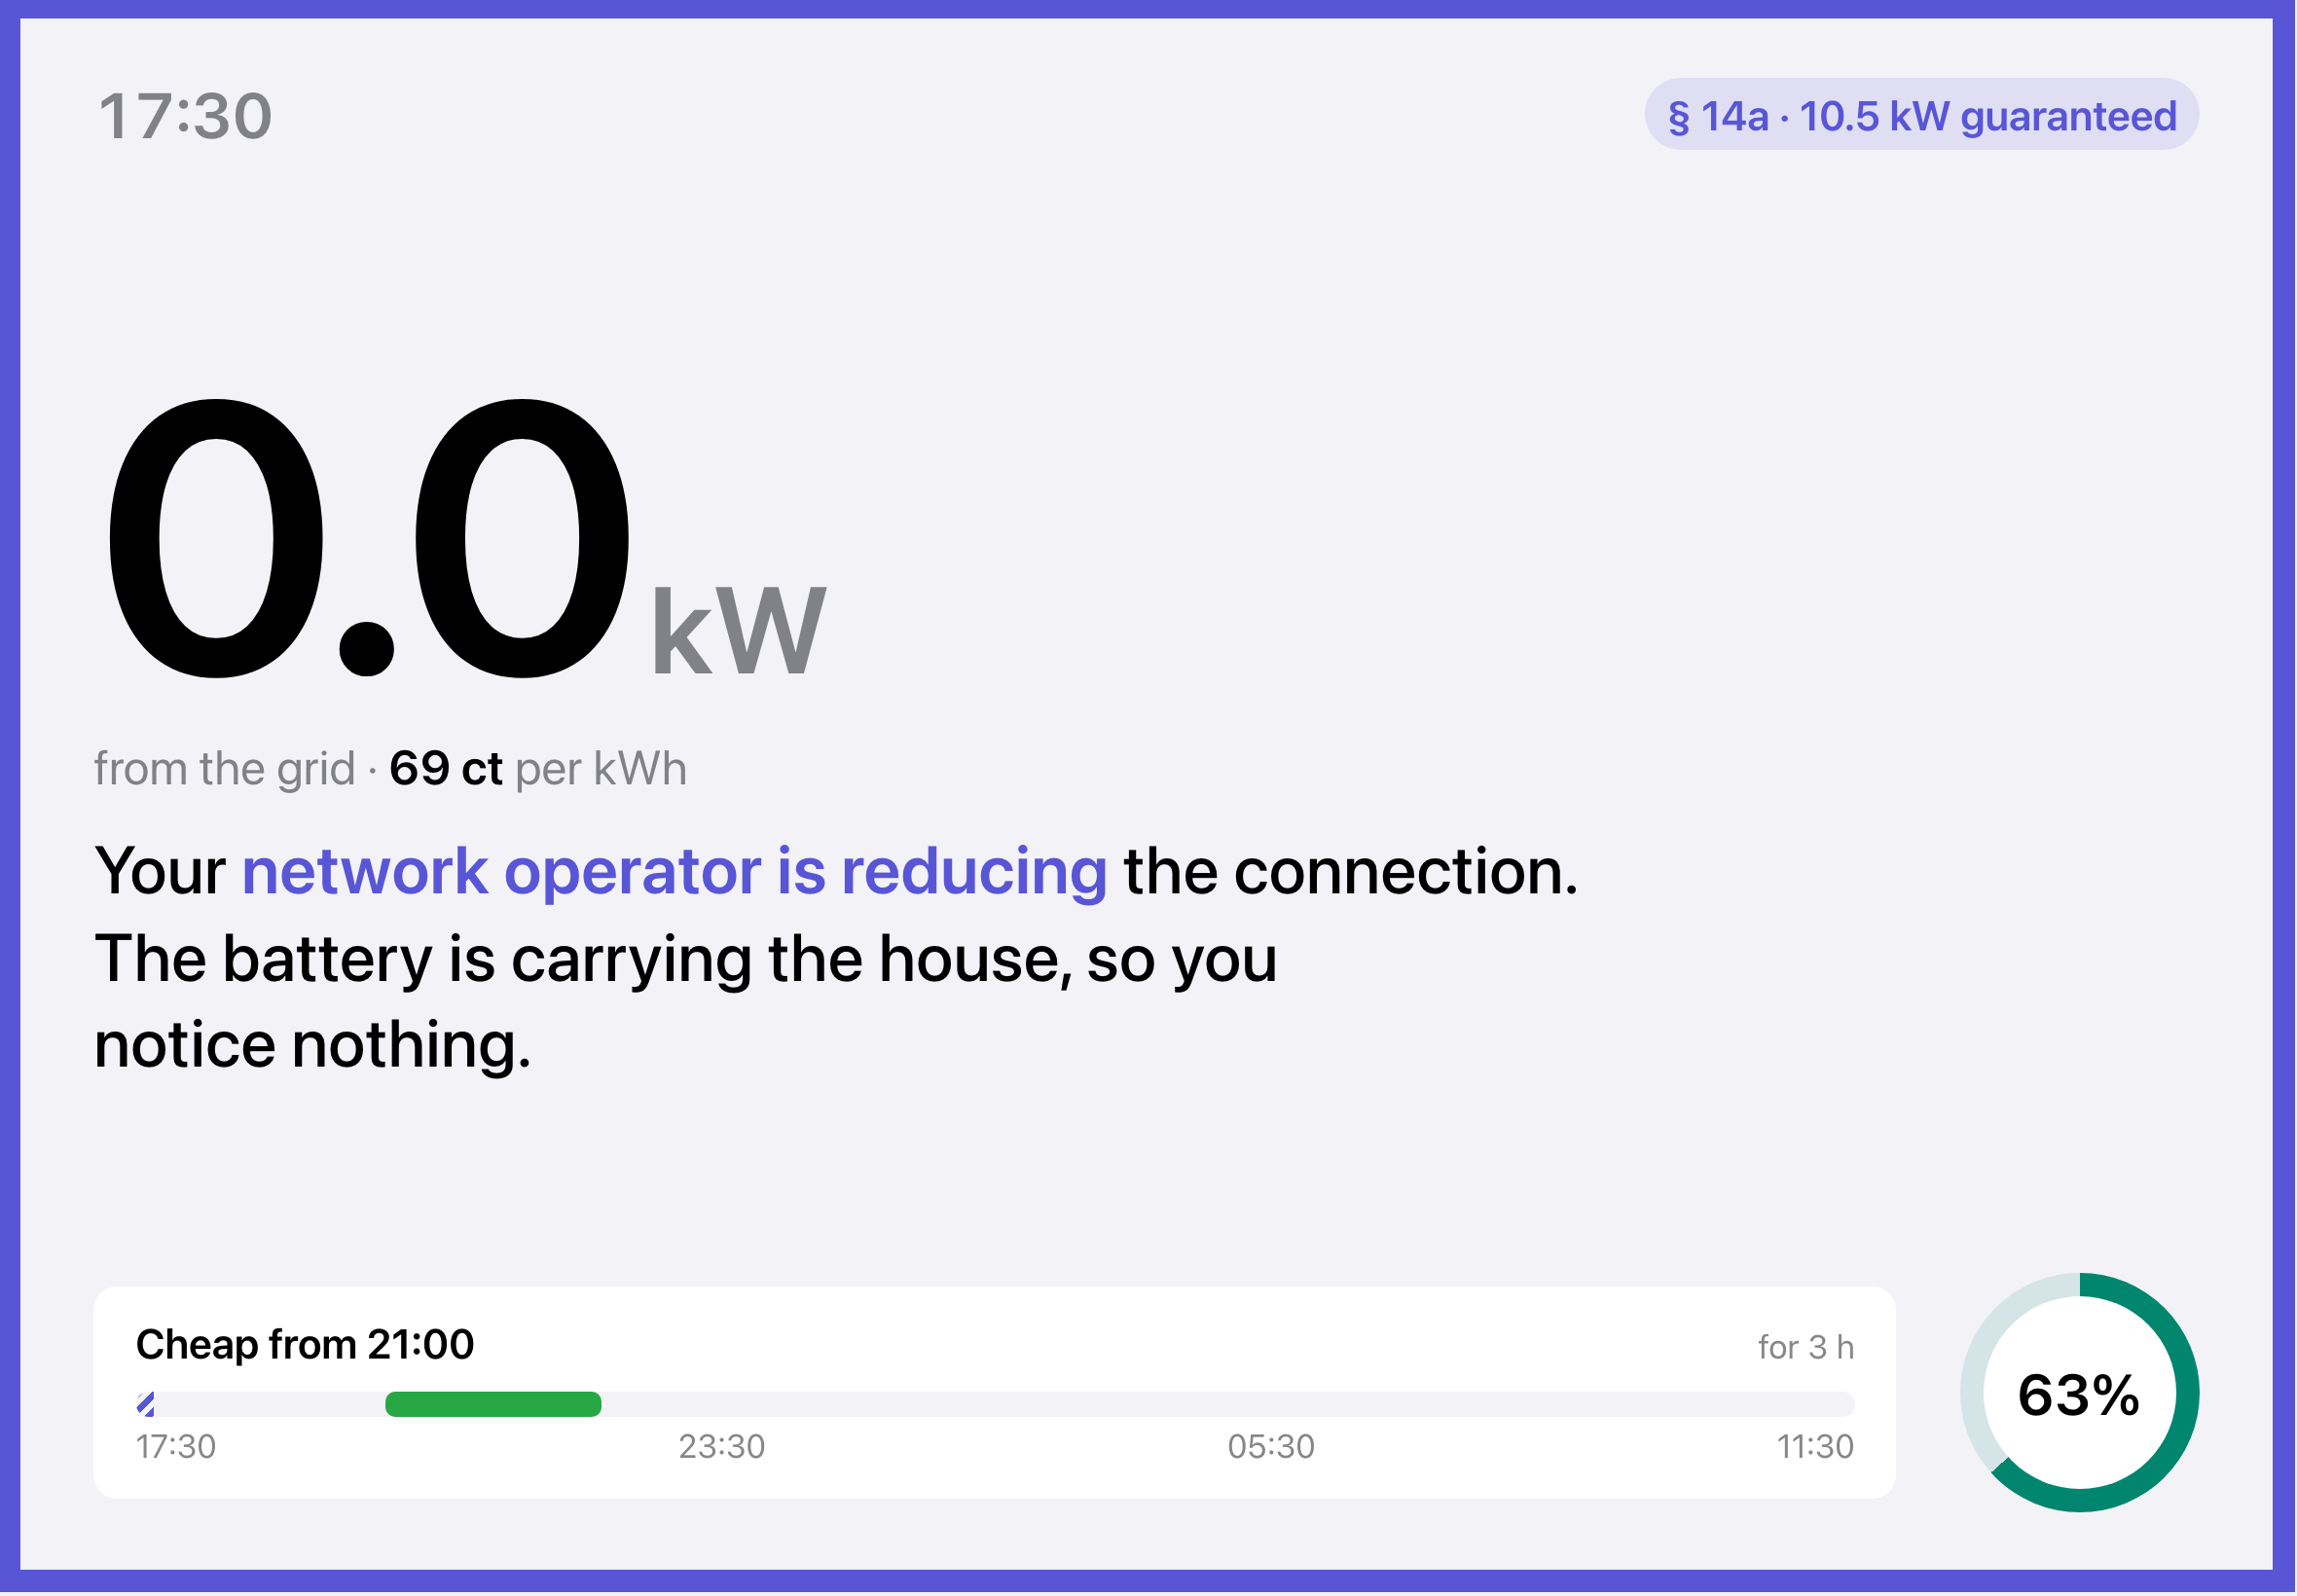 17:30
§ 14a · 10.5 kW guaranteed
0.0 kW
from the grid · 69 ct per kWh
Your network operator is reducing the connection.
The battery is carrying the house, so you
notice nothing.
Cheap from 21:00
for 3 h
17:30 23:30 05:30 11:30
63%